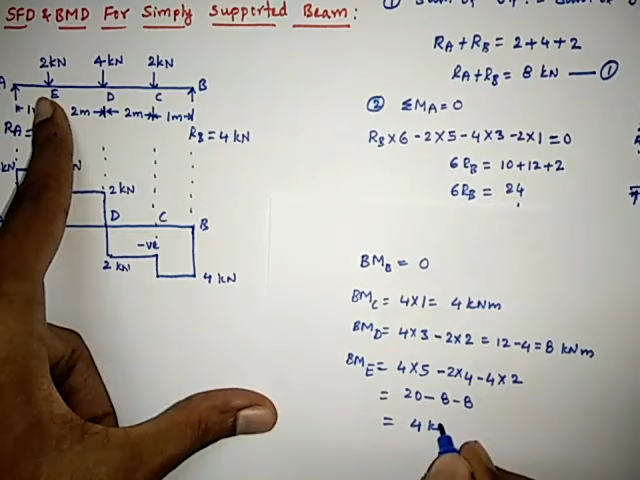 SFD & BMD For Simply Supported Beam:
RA+RB = 2+4+2
RA+RB = 8 kN — ①
② ΣMA=0
RB×6 -2×5 -4×3 -2×1 = 0
6RB = 10+12+2
6RB = 24
2kN 4kN 2kN
A E D C B
2m 2m 1m
RA= RB = 4 kN
2 kN
A D C B
-ve
2 kN 4 kN
BMB = 0
BMC = 4×1= 4 kNm
BMD= 4×3 -2×2 = 12-4=8 kNm
BME= 4×5 -2×4 -4×2
= 20-8-8
= 4 k